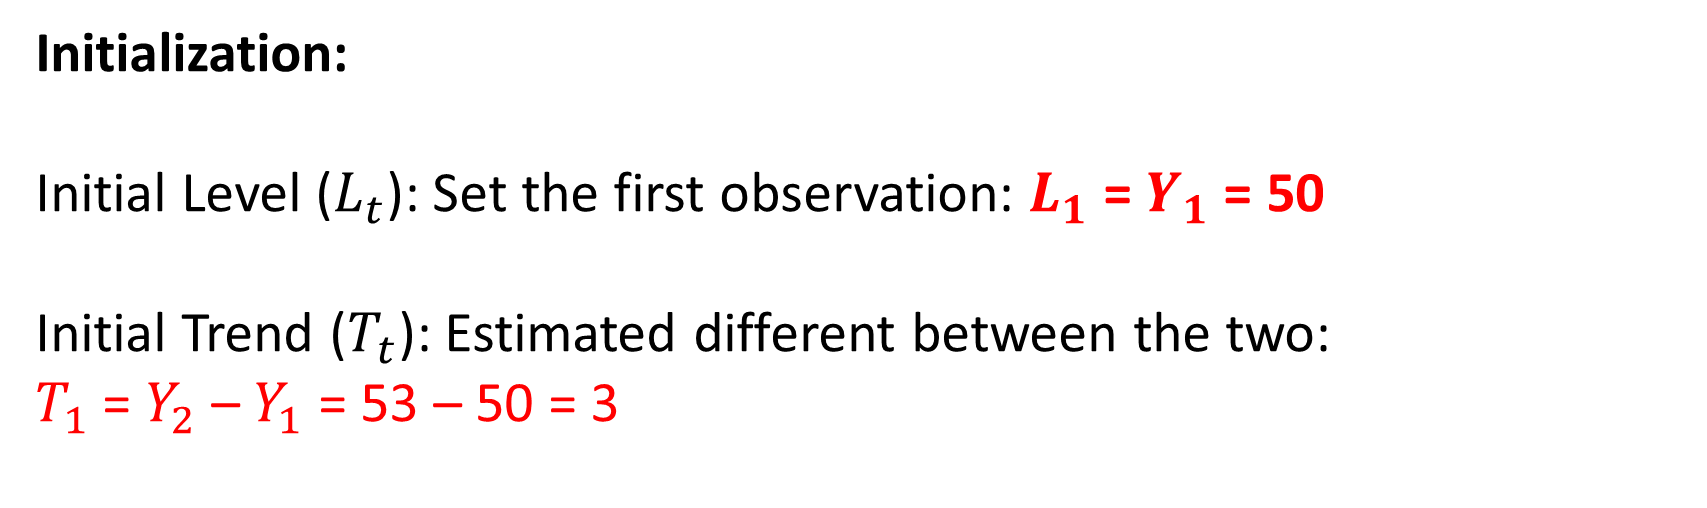 Initialization:
Initial Level (𝐿ₜ): Set the first observation: 𝑳₁ = 𝒀₁ = 50
Initial Trend (𝑇ₜ): Estimated different between the two:
𝑇₁ = 𝑌₂ – 𝑌₁ = 53 – 50 = 3